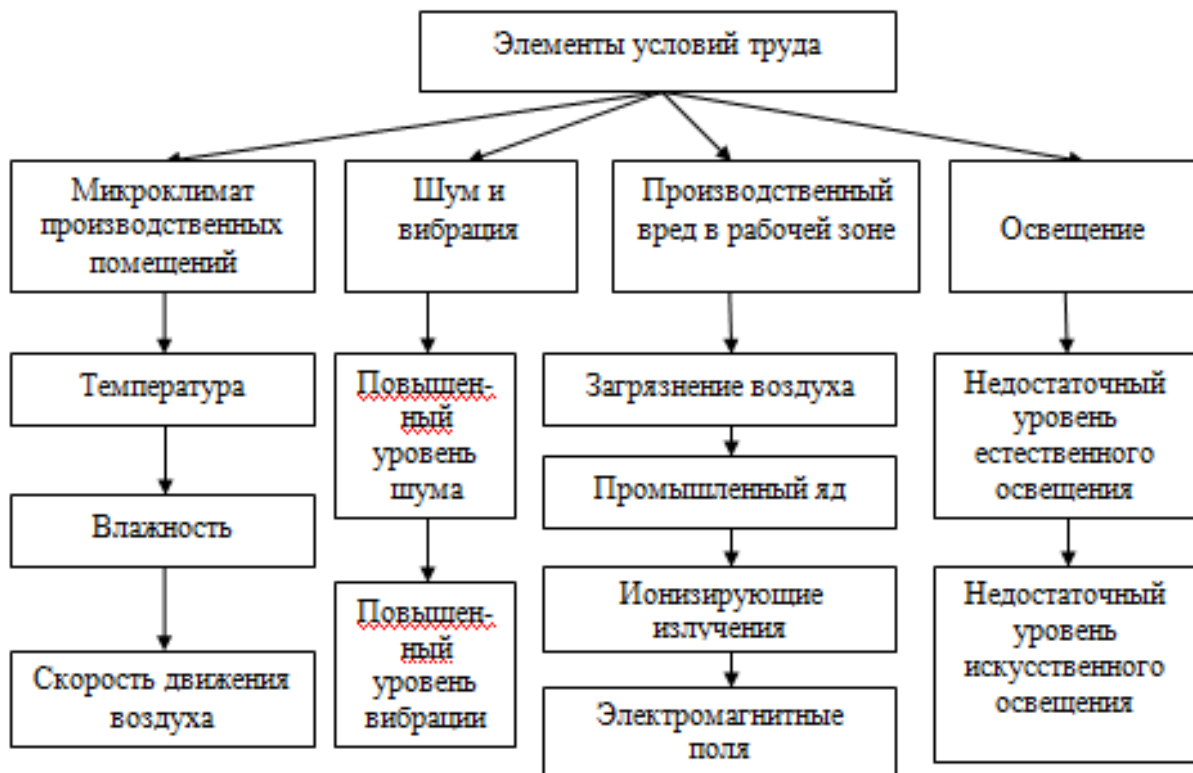 Элементы условий труда
Микроклимат
производственных
помещений
Шум и
вибрация
Производственный
вред в рабочей зоне
Освещение
Температура
Влажность
Скорость движения
воздуха
Повышен-
ный
уровень
шума
Повышен-
ный
уровень
вибрации
Загрязнение воздуха
Промышленный яд
Ионизирующие
излучения
Электромагнитные
поля
Недостаточный
уровень
естественного
освещения
Недостаточный
уровень
искусственного
освещения